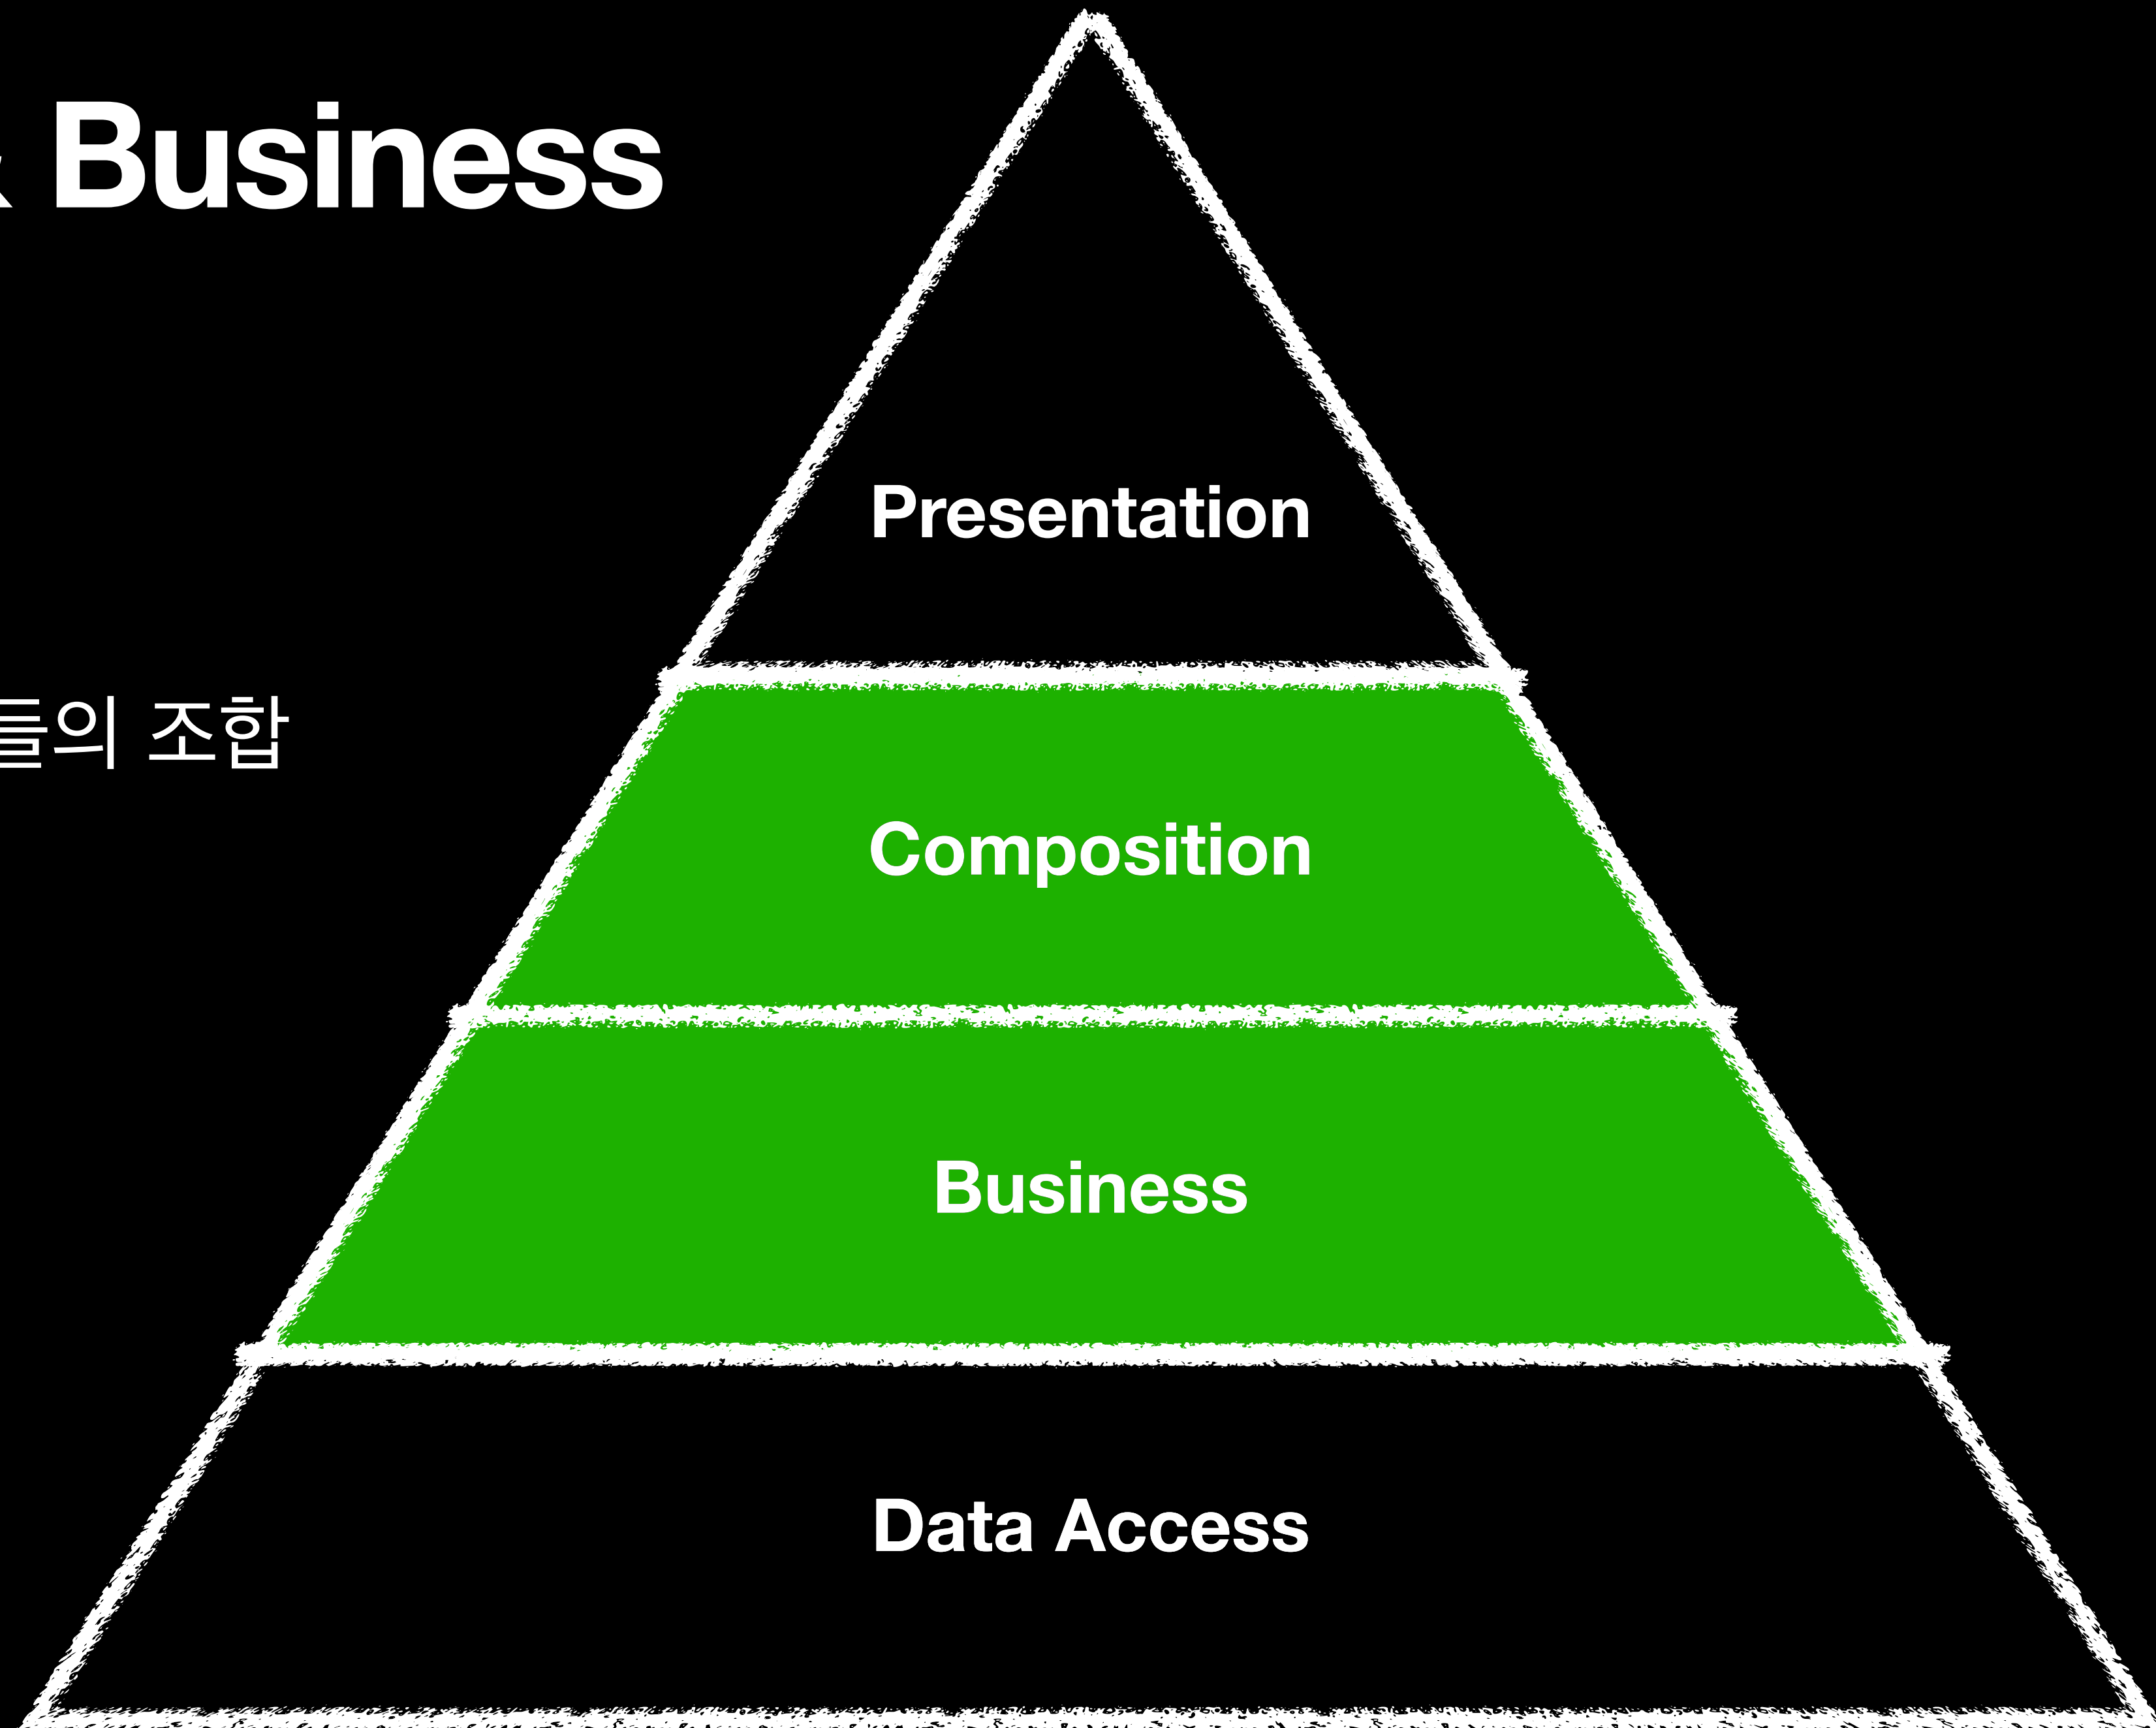 & Business
Presentation
들의 조합
Composition
Business
Data Access